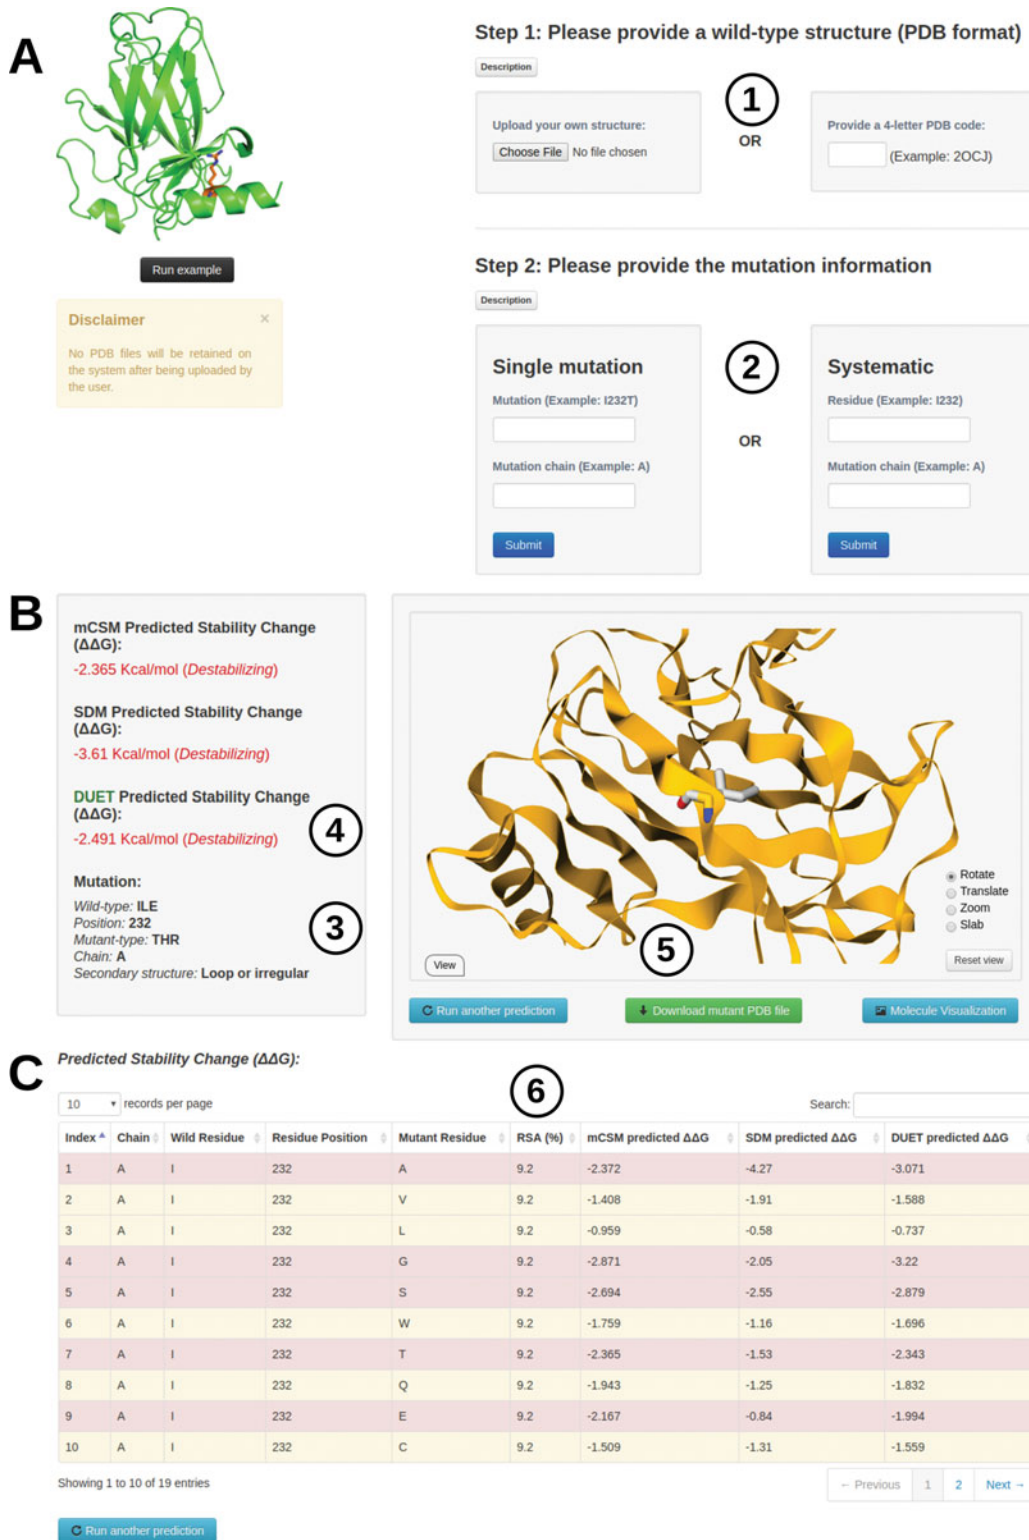 A
Run example
Disclaimer ×
No PDB files will be retained on
the system after being uploaded by
the user.
Step 1: Please provide a wild-type structure (PDB format)
Description
Upload your own structure:
Choose File No file chosen
1
OR
Provide a 4-letter PDB code:
(Example: 2OCJ)
Step 2: Please provide the mutation information
Description
Single mutation
Mutation (Example: I232T)
Mutation chain (Example: A)
Submit
2
OR
Systematic
Residue (Example: I232)
Mutation chain (Example: A)
Submit
B
mCSM Predicted Stability Change
(ΔΔG):
-2.365 Kcal/mol (Destabilizing)
SDM Predicted Stability Change
(ΔΔG):
-3.61 Kcal/mol (Destabilizing)
DUET Predicted Stability Change
(ΔΔG):
-2.491 Kcal/mol (Destabilizing)
4
Mutation:
Wild-type: ILE
Position: 232
Mutant-type: THR
Chain: A
Secondary structure: Loop or irregular
3
Rotate
Translate
Zoom
Slab
Reset view
View
5
Run another prediction
Download mutant PDB file
Molecule Visualization
C
Predicted Stability Change (ΔΔG):
10 records per page
6
Search:
Index Chain Wild Residue Residue Position Mutant Residue RSA (%) mCSM predicted ΔΔG SDM predicted ΔΔG DUET predicted ΔΔG
1 A I 232 A 9.2 -2.372 -4.27 -3.071
2 A I 232 V 9.2 -1.408 -1.91 -1.588
3 A I 232 L 9.2 -0.959 -0.58 -0.737
4 A I 232 G 9.2 -2.871 -2.05 -3.22
5 A I 232 S 9.2 -2.694 -2.55 -2.879
6 A I 232 W 9.2 -1.759 -1.16 -1.696
7 A I 232 T 9.2 -2.365 -1.53 -2.343
8 A I 232 Q 9.2 -1.943 -1.25 -1.832
9 A I 232 E 9.2 -2.167 -0.84 -1.994
10 A I 232 C 9.2 -1.509 -1.31 -1.559
Showing 1 to 10 of 19 entries
← Previous 1 2 Next →
Run another prediction